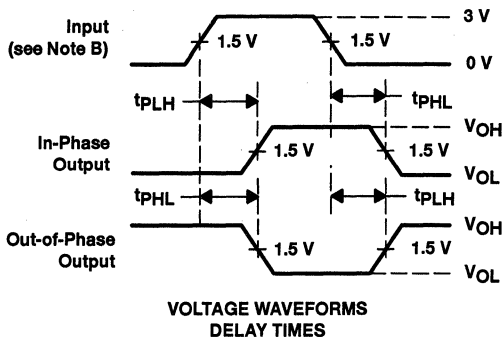 Input
(see Note B)
1.5 V
1.5 V
3 V
0 V
tPLH
tPHL
In-Phase
Output
1.5 V
1.5 V
VOH
VOL
tPHL
tPLH
Out-of-Phase
Output
1.5 V
1.5 V
VOH
VOL
VOLTAGE WAVEFORMS
DELAY TIMES